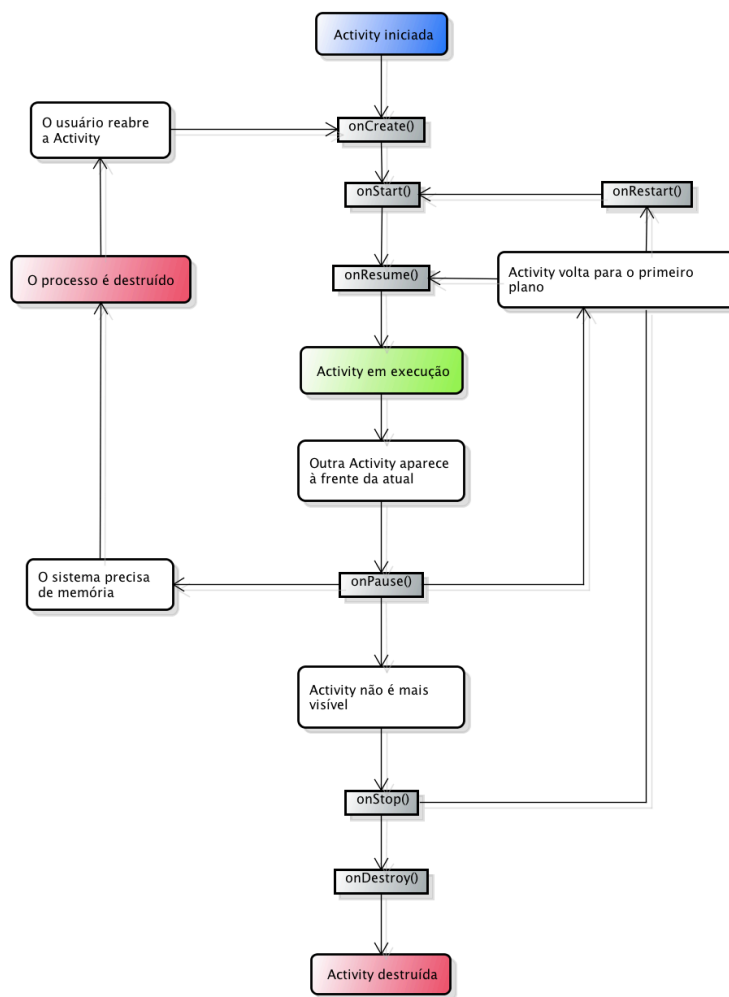 Activity iniciada
O usuário reabre
a Activity
onCreate()
onStart()
onRestart()
O processo é destruído
onResume()
Activity volta para o primeiro
plano
Activity em execução
Outra Activity aparece
à frente da atual
O sistema precisa
de memória
onPause()
Activity não é mais
visível
onStop()
onDestroy()
Activity destruída